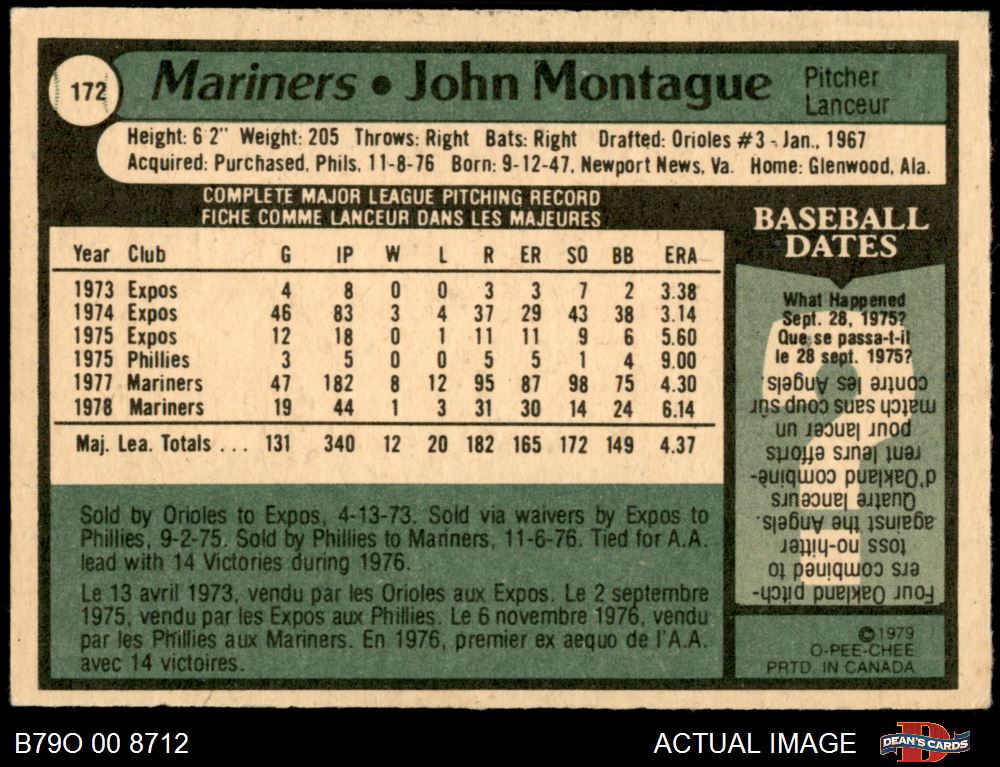 172
Mariners • John Montague Pitcher
Lanceur
Height: 6 2" Weight: 205 Throws: Right Bats: Right Drafted: Orioles #3 - Jan., 1967
Acquired: Purchased, Phils, 11-8-76 Born: 9-12-47, Newport News, Va. Home: Glenwood, Ala.
COMPLETE MAJOR LEAGUE PITCHING RECORD
FICHE COMME LANCEUR DANS LES MAJEURES
Year Club G IP W L R ER SO BB ERA
1973 Expos 4 8 0 0 3 3 7 2 3.38
1974 Expos 46 83 3 4 37 29 43 38 3.14
1975 Expos 12 18 0 1 11 11 9 6 5.60
1975 Phillies 3 5 0 0 5 5 1 4 9.00
1977 Mariners 47 182 8 12 95 87 98 75 4.30
1978 Mariners 19 44 1 3 31 30 14 24 6.14
Maj. Lea. Totals ... 131 340 12 20 182 165 172 149 4.37
Sold by Orioles to Expos, 4-13-73. Sold via waivers by Expos to
Phillies, 9-2-75. Sold by Phillies to Mariners, 11-6-76. Tied for A.A.
lead with 14 Victories during 1976.
Le 13 avril 1973, vendu par les Orioles aux Expos. Le 2 septembre
1975, vendu par les Expos aux Phillies. Le 6 novembre 1976, vendu
par les Phillies aux Mariners. En 1976, premier ex aequo de l'A.A.
avec 14 victoires.
BASEBALL
DATES
What Happened
Sept. 28, 1975?
Que se passa-t-il
le 28 sept. 1975?
Four Oakland pitch-
ers combined to
toss no-hitter
against the Angels.
Quatre lanceurs
d'Oakland combinè-
rent leurs efforts
pour lancer un
match sans coup sûr
contre les Angels.
©1979
O-PEE-CHEE
PRTD. IN CANADA
B79O 00 8712
ACTUAL IMAGE
DEAN'S CARDS